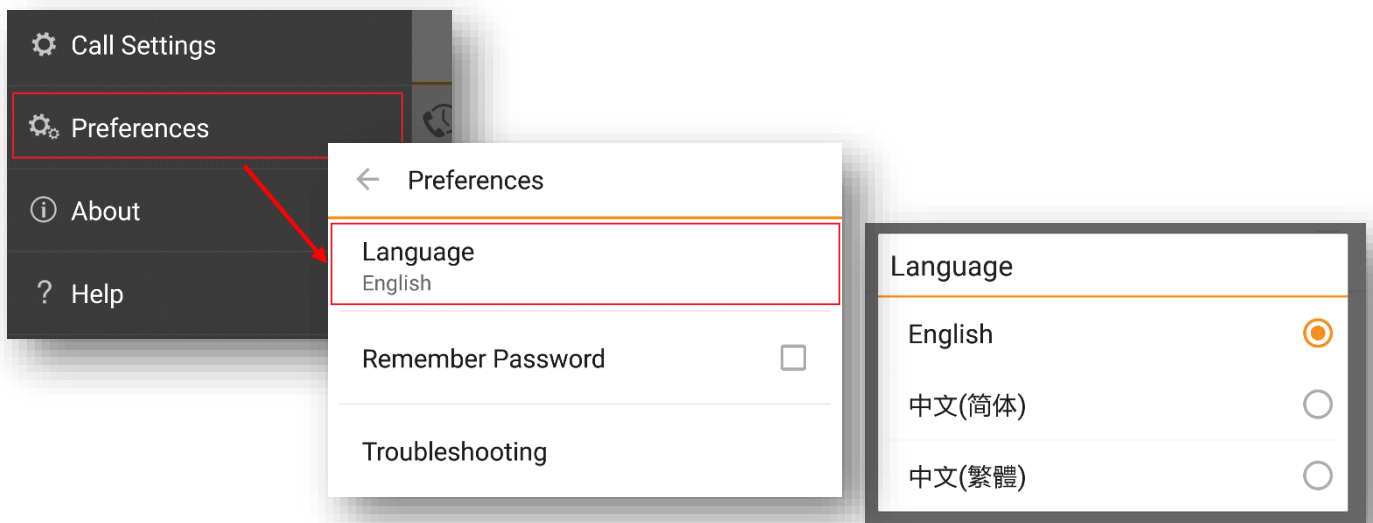 Call Settings
Preferences
About
Help
Preferences
Language
English
Remember Password
Troubleshooting
Language
English
中文(简体)
中文(繁體)